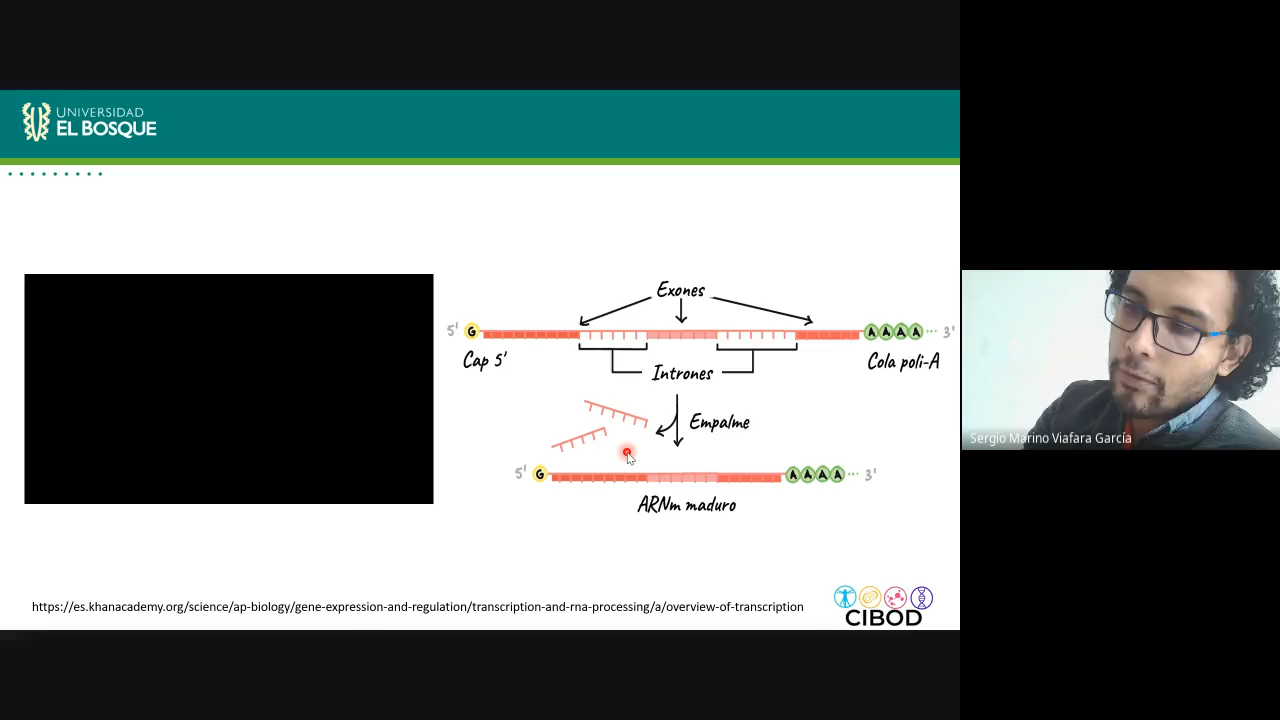 UNIVERSIDAD
EL BOSQUE
Exones
5' G A A A A 3'
Cap 5'
Cola poli-A
Intrones
Empalme
5' G A A A A 3'
ARNm maduro
Sergio Marino Viafara García
https://es.khanacademy.org/science/ap-biology/gene-expression-and-regulation/transcription-and-rna-processing/a/overview-of-transcription
CIBOD